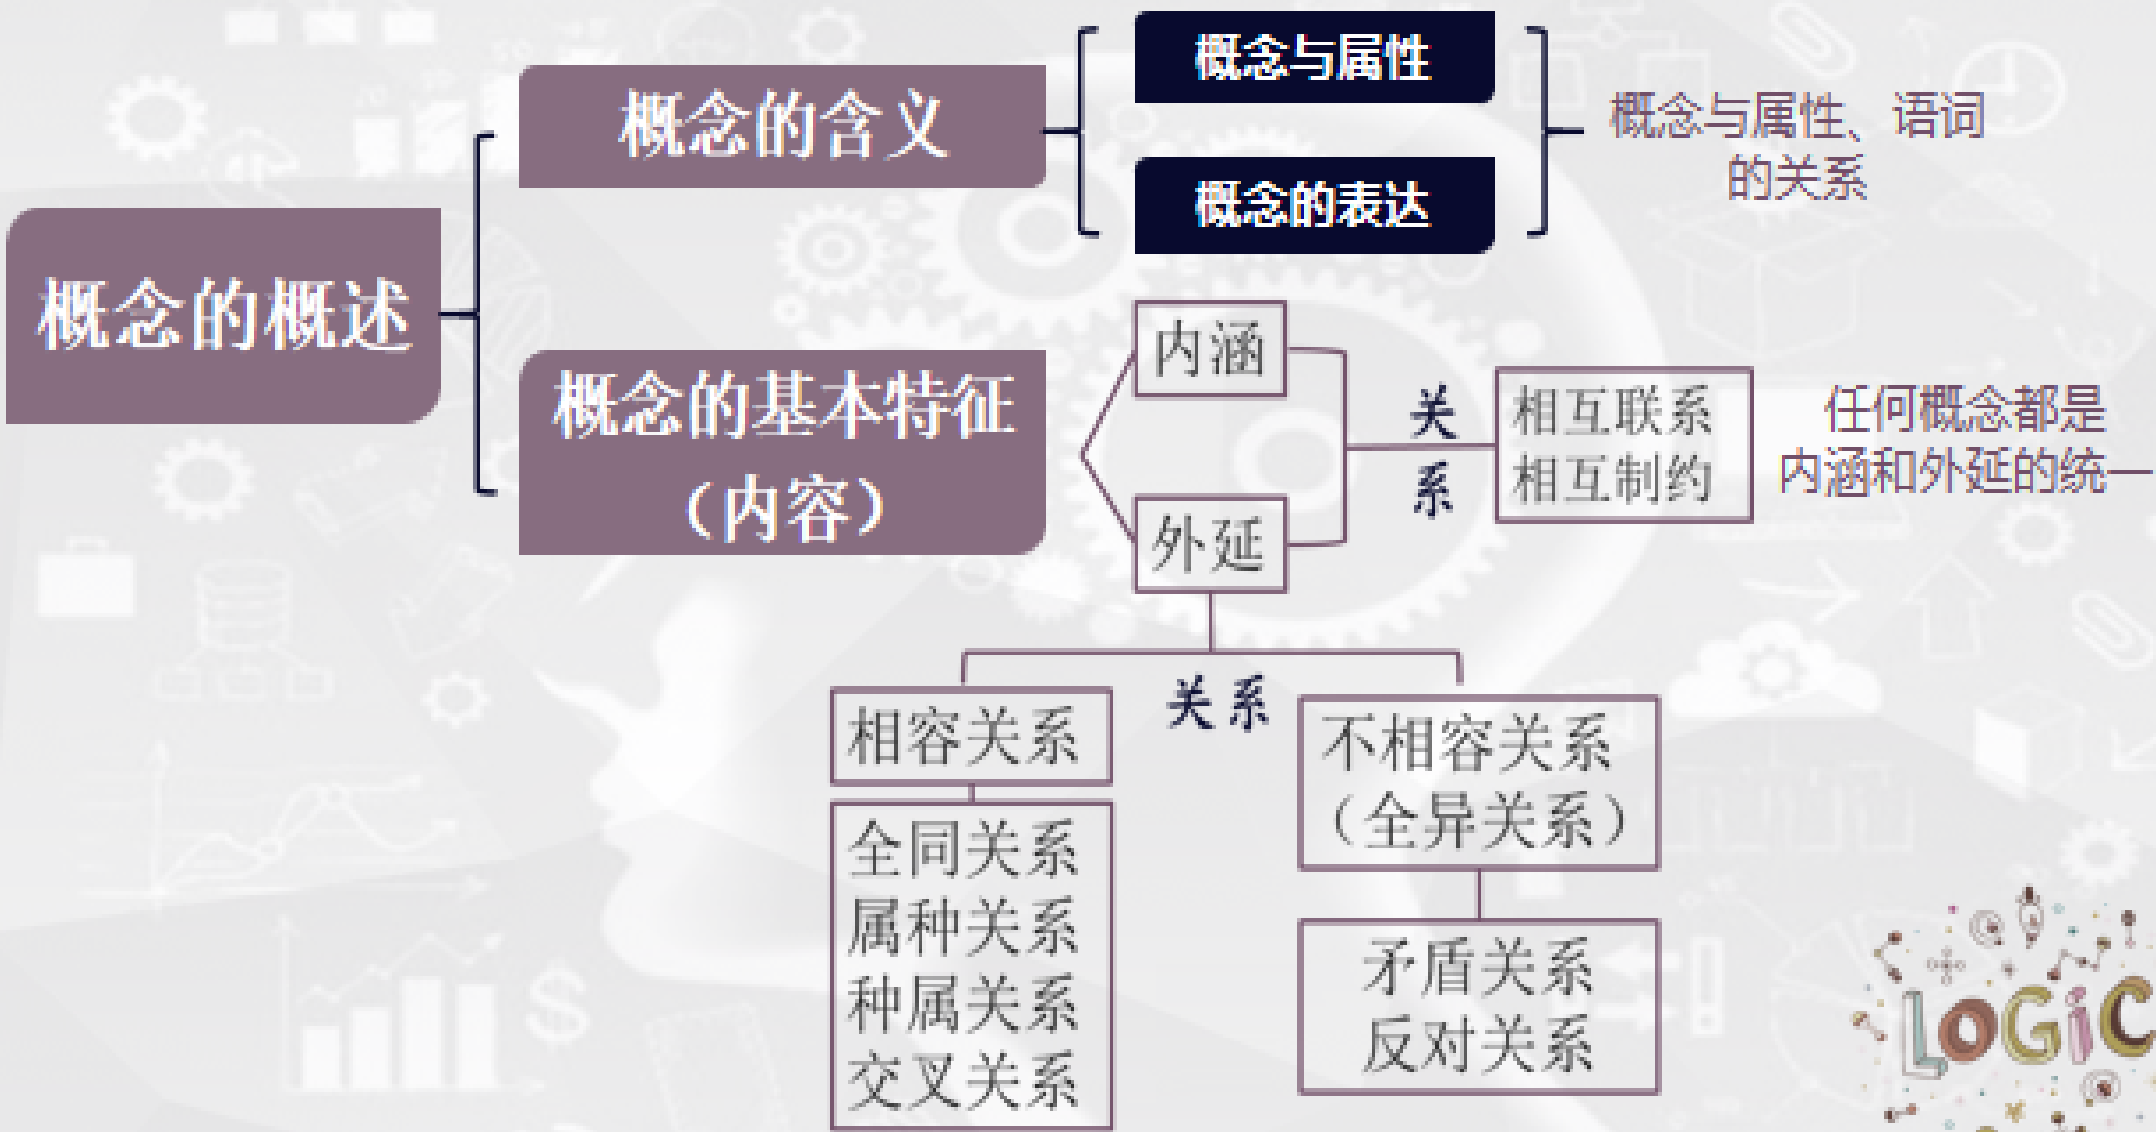 概念的概述
概念的含义
概念与属性
概念的表达
概念与属性、语词
的关系
概念的基本特征
（内容）
内涵
外延
关
系
相互联系
相互制约
任何概念都是
内涵和外延的统一
关系
相容关系
全同关系
属种关系
种属关系
交叉关系
不相容关系
（全异关系）
矛盾关系
反对关系
LOGiC